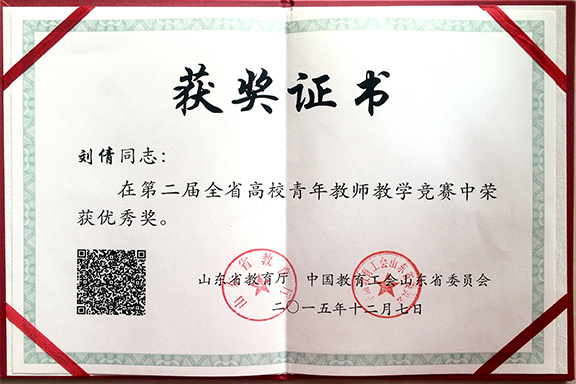 获奖证书
刘倩同志：
在第二届全省高校青年教师教学竞赛中荣
获优秀奖。
山东省教育厅 中国教育工会山东省委员会
二〇一五年十二月七日